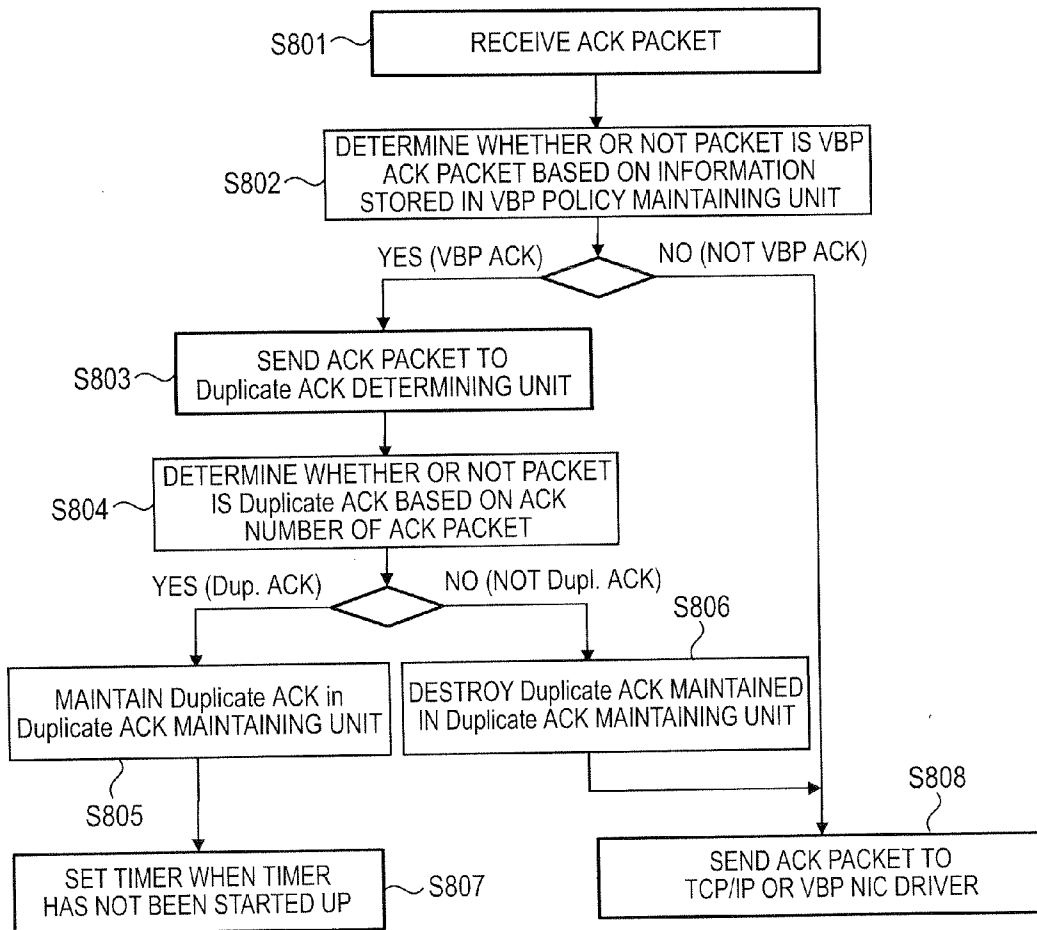 S801
RECEIVE ACK PACKET
S802
DETERMINE WHETHER OR NOT PACKET IS VBP
ACK PACKET BASED ON INFORMATION
STORED IN VBP POLICY MAINTAINING UNIT
YES (VBP ACK)
NO (NOT VBP ACK)
S803
SEND ACK PACKET TO
Duplicate ACK DETERMINING UNIT
S804
DETERMINE WHETHER OR NOT PACKET
IS Duplicate ACK BASED ON ACK
NUMBER OF ACK PACKET
YES (Dup. ACK)
NO (NOT Dupl. ACK)
S806
MAINTAIN Duplicate ACK in
Duplicate ACK MAINTAINING UNIT
DESTROY Duplicate ACK MAINTAINED
IN Duplicate ACK MAINTAINING UNIT
S805
S808
SET TIMER WHEN TIMER
HAS NOT BEEN STARTED UP
S807
SEND ACK PACKET TO
TCP/IP OR VBP NIC DRIVER